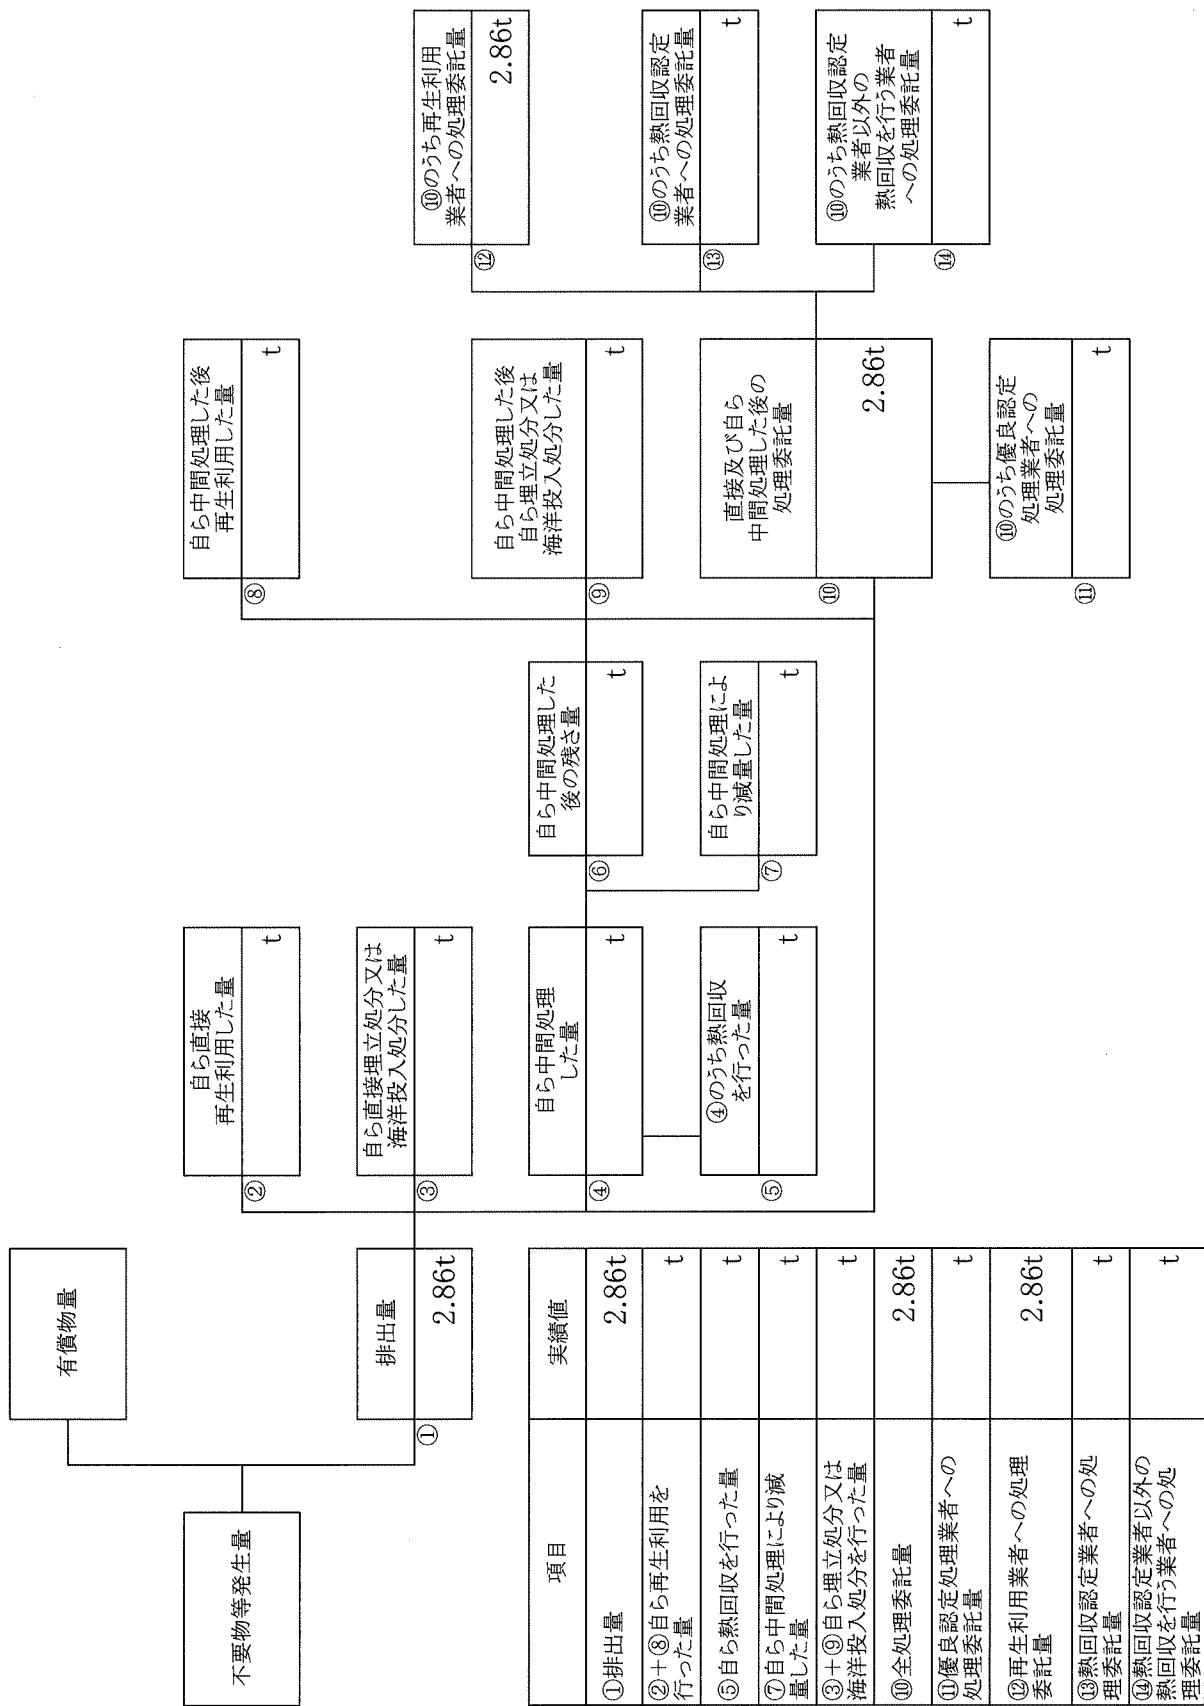 不要物等発生量
有償物量
①
排出量
2.86t
②
自ら直接
再生利用した量
t
③
自ら直接埋立処分又は
海洋投入処分した量
t
④
自ら中間処理
した量
t
⑤
④のうち熱回収
を行った量
t
⑥
自ら中間処理した
後の残さ量
t
⑦
自ら中間処理によ
り減量した量
t
⑧
自ら中間処理した後
再生利用した量
t
⑨
自ら中間処理した後
自ら埋立処分又は
海洋投入処分した量
t
⑩
直接及び自ら
中間処理した後の
処理委託量
2.86t
⑪
⑩のうち優良認定
処理業者への
処理委託量
t
⑫
⑩のうち再生利用
業者への処理委託量
2.86t
⑬
⑩のうち熱回収認定
業者への処理委託量
t
⑭
⑩のうち熱回収認定
業者以外の
熱回収を行う業者
への処理委託量
t
項目 実績値
①排出量 2.86t
②+⑧自ら再生利用を
行った量 t
⑤自ら熱回収を行った量 t
⑦自ら中間処理により減
量した量 t
③+⑨自ら埋立処分又は
海洋投入処分を行った量 t
⑩全処理委託量 2.86t
⑪優良認定処理業者への
処理委託量 t
⑫再生利用業者への処理
委託量 2.86t
⑬熱回収認定業者への処
理委託量 t
⑭熱回収認定業者以外の
熱回収を行う業者への処
理委託量 t